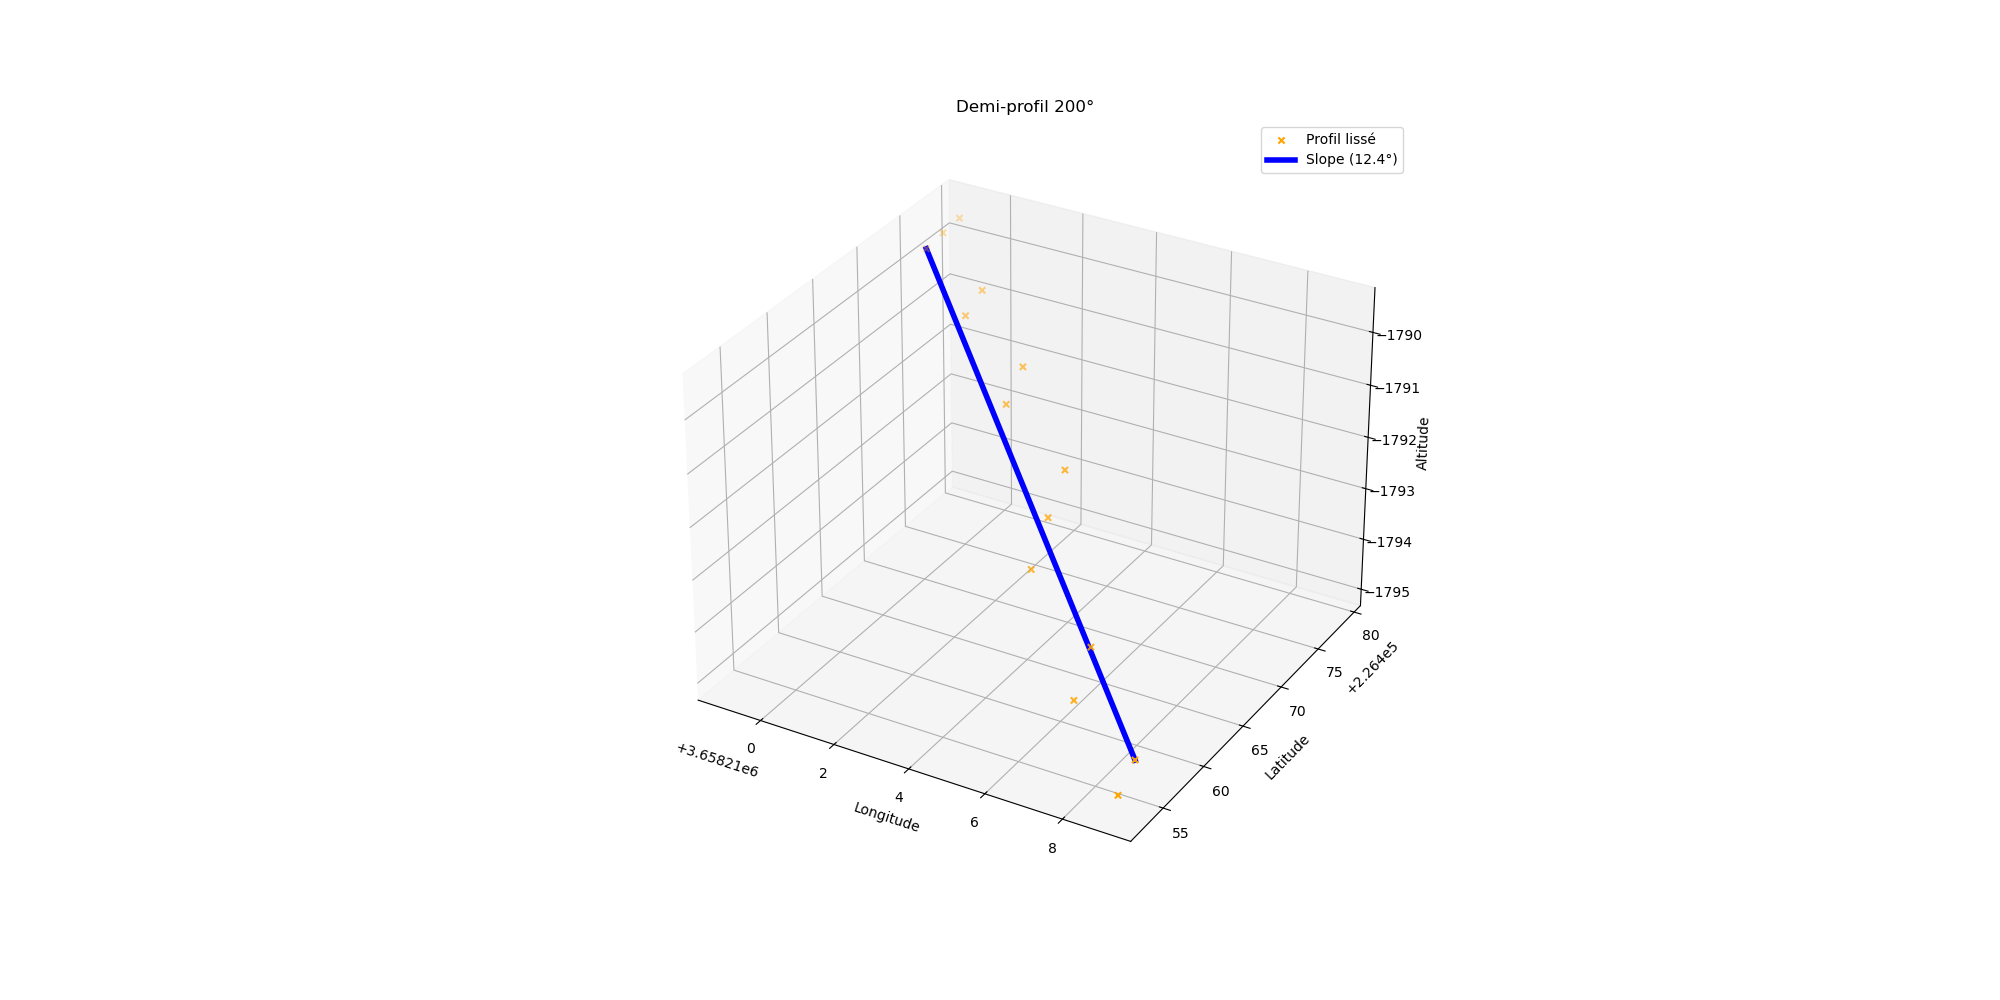 Demi-profil 200°
Profil lissé
Slope (12.4°)
−1790
−1791
−1792
−1793
−1794
−1795
Altitude
80
75
70
65
60
55
+2.264e5
Latitude
0
2
4
6
8
+3.65821e6
Longitude